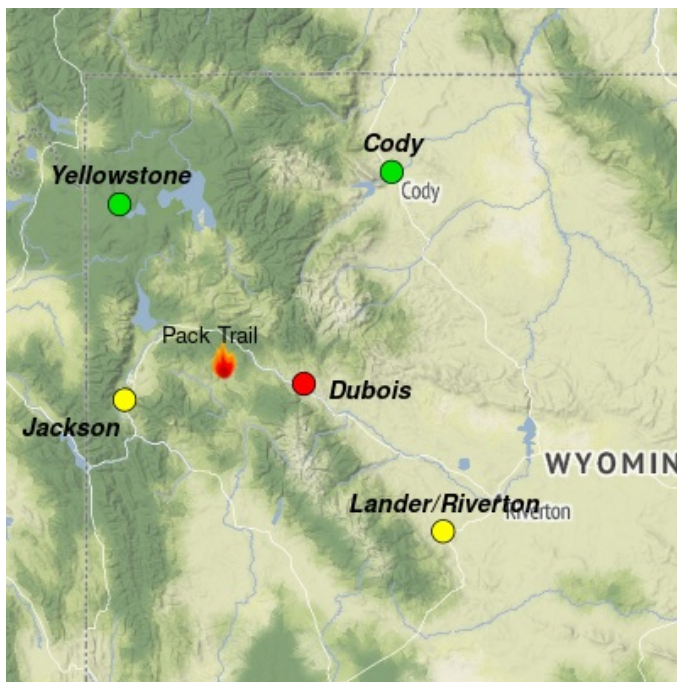 Cody
Yellowstone
Cody
Pack Trail
Dubois
Jackson
WYOMIN
Lander/Riverton
Riverton